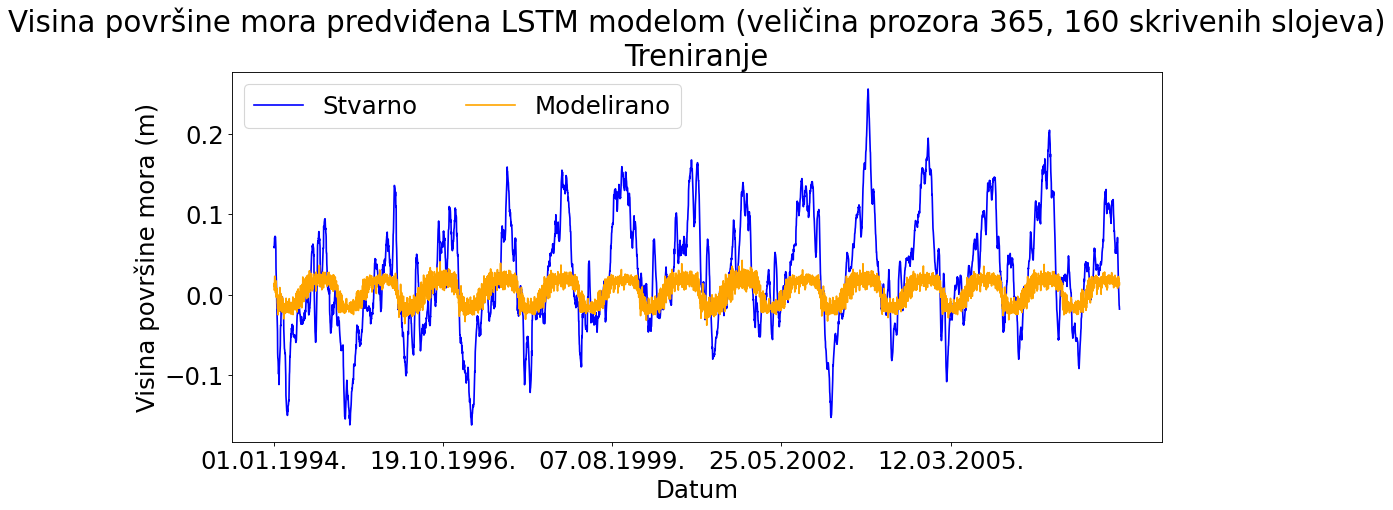 Visina površine mora predviđena LSTM modelom (veličina prozora 365, 160 skrivenih slojeva)
Treniranje
Stvarno Modelirano
Visina površine mora (m)
0.2
0.1
0.0
−0.1
01.01.1994. 19.10.1996. 07.08.1999. 25.05.2002. 12.03.2005.
Datum